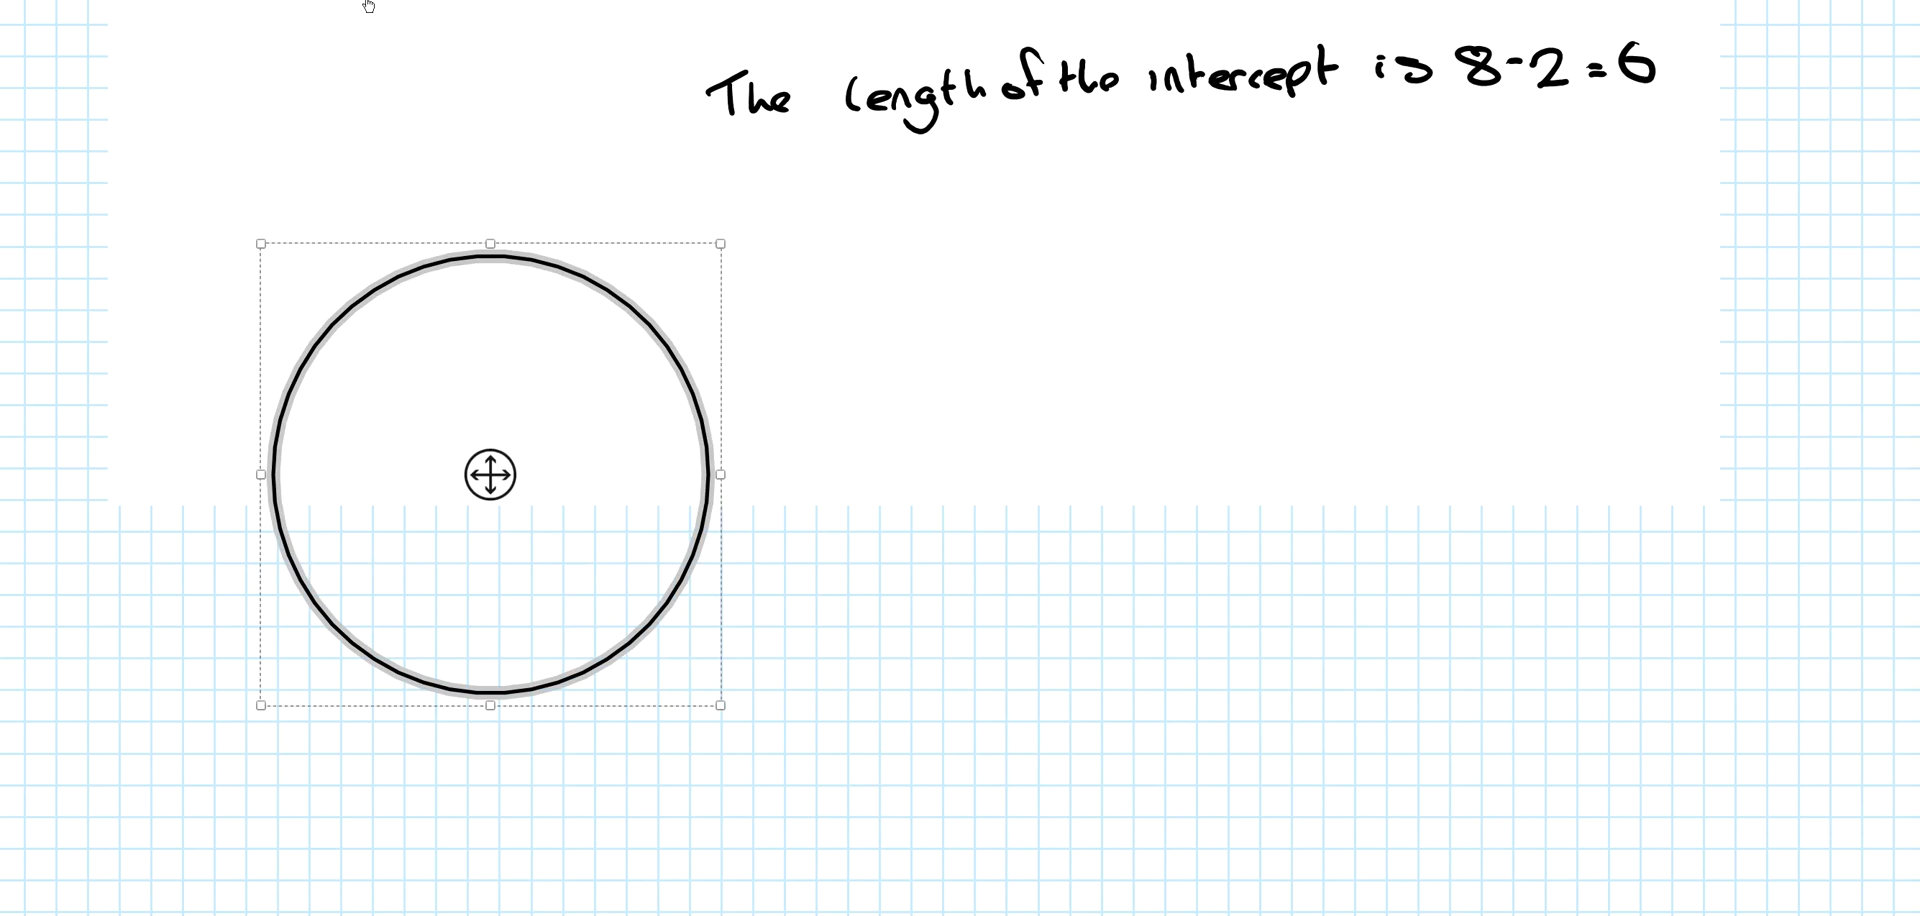 The length of the intercept is 8-2=6